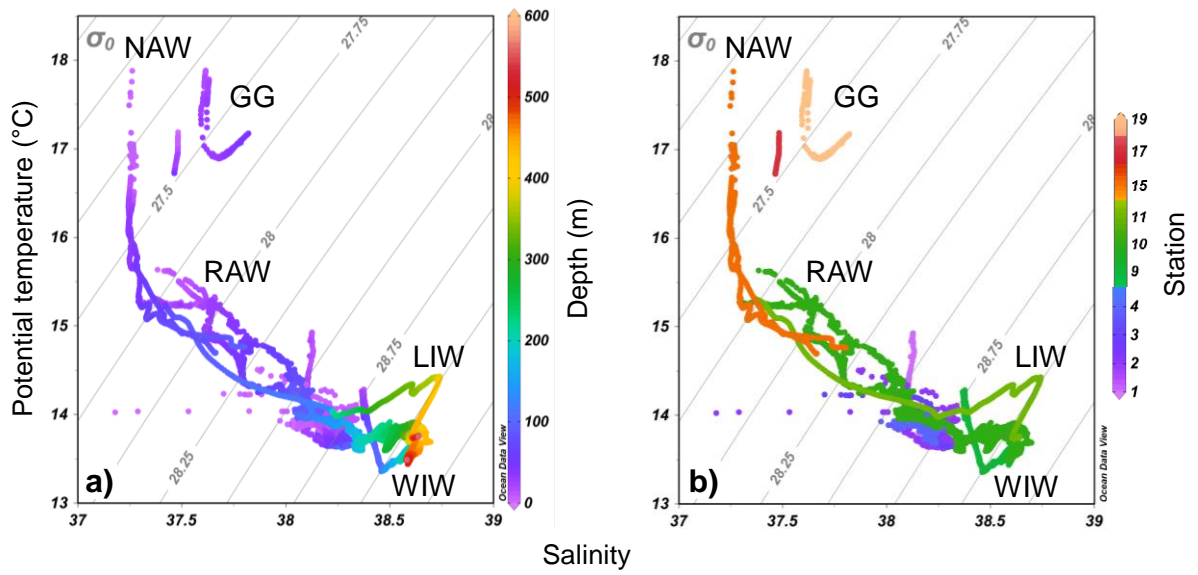 Potential temperature (°C)
18
17
16
15
14
13
σ0
NAW
GG
RAW
LIW
WIW
a)
27.5
27.75
28
28
28.25
28.75
Ocean Data View
37
37.5
38
38.5
39
600
500
400
300
200
100
0
Depth (m)
18
17
16
15
14
13
σ0
NAW
GG
RAW
LIW
WIW
b)
27.5
27.75
28
28
28.25
28.75
Ocean Data View
37
37.5
38
38.5
39
19
17
15
11
10
9
4
3
2
1
Station
Salinity